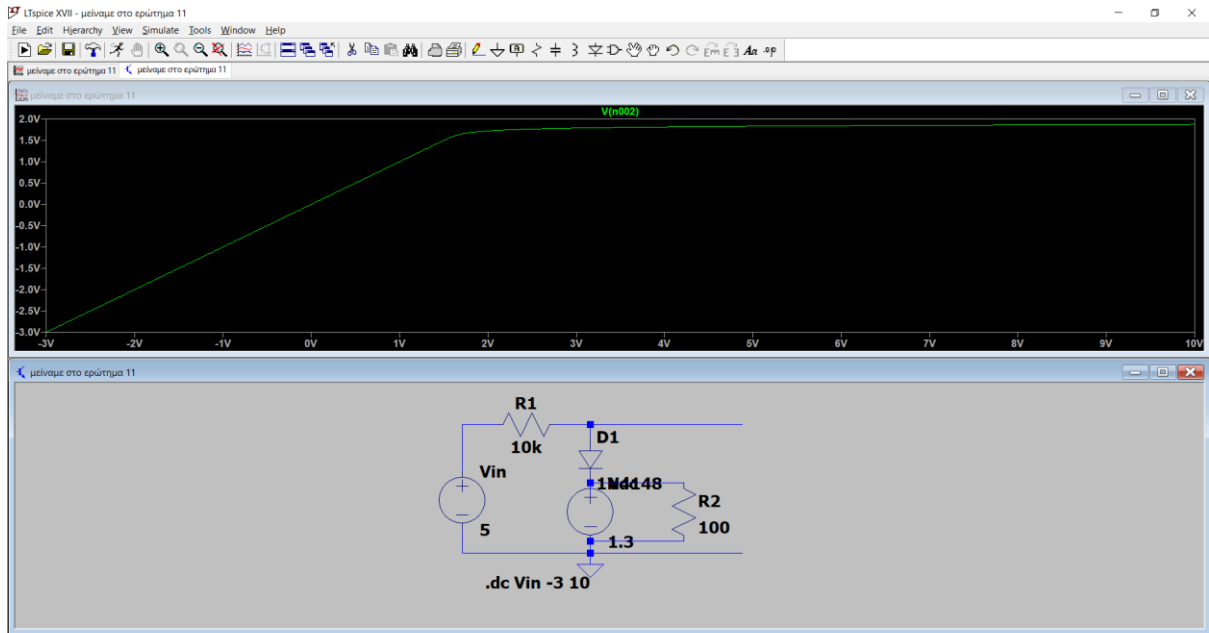 LTspice XVII - μείναμε στο ερώτημα 11
File Edit Hierarchy View Simulate Tools Window Help
Aa .op
μείναμε στο ερώτημα 11 μείναμε στο ερώτημα 11
μείναμε στο ερώτημα 11
V(n002)
2.0V
1.5V
1.0V
0.5V
0.0V
-0.5V
-1.0V
-1.5V
-2.0V
-2.5V
-3.0V
-3V -2V -1V 0V 1V 2V 3V 4V 5V 6V 7V 8V 9V 10V
μείναμε στο ερώτημα 11
R1
10k
D1
Vin
5
R2
100
1.3
.dc Vin -3 10